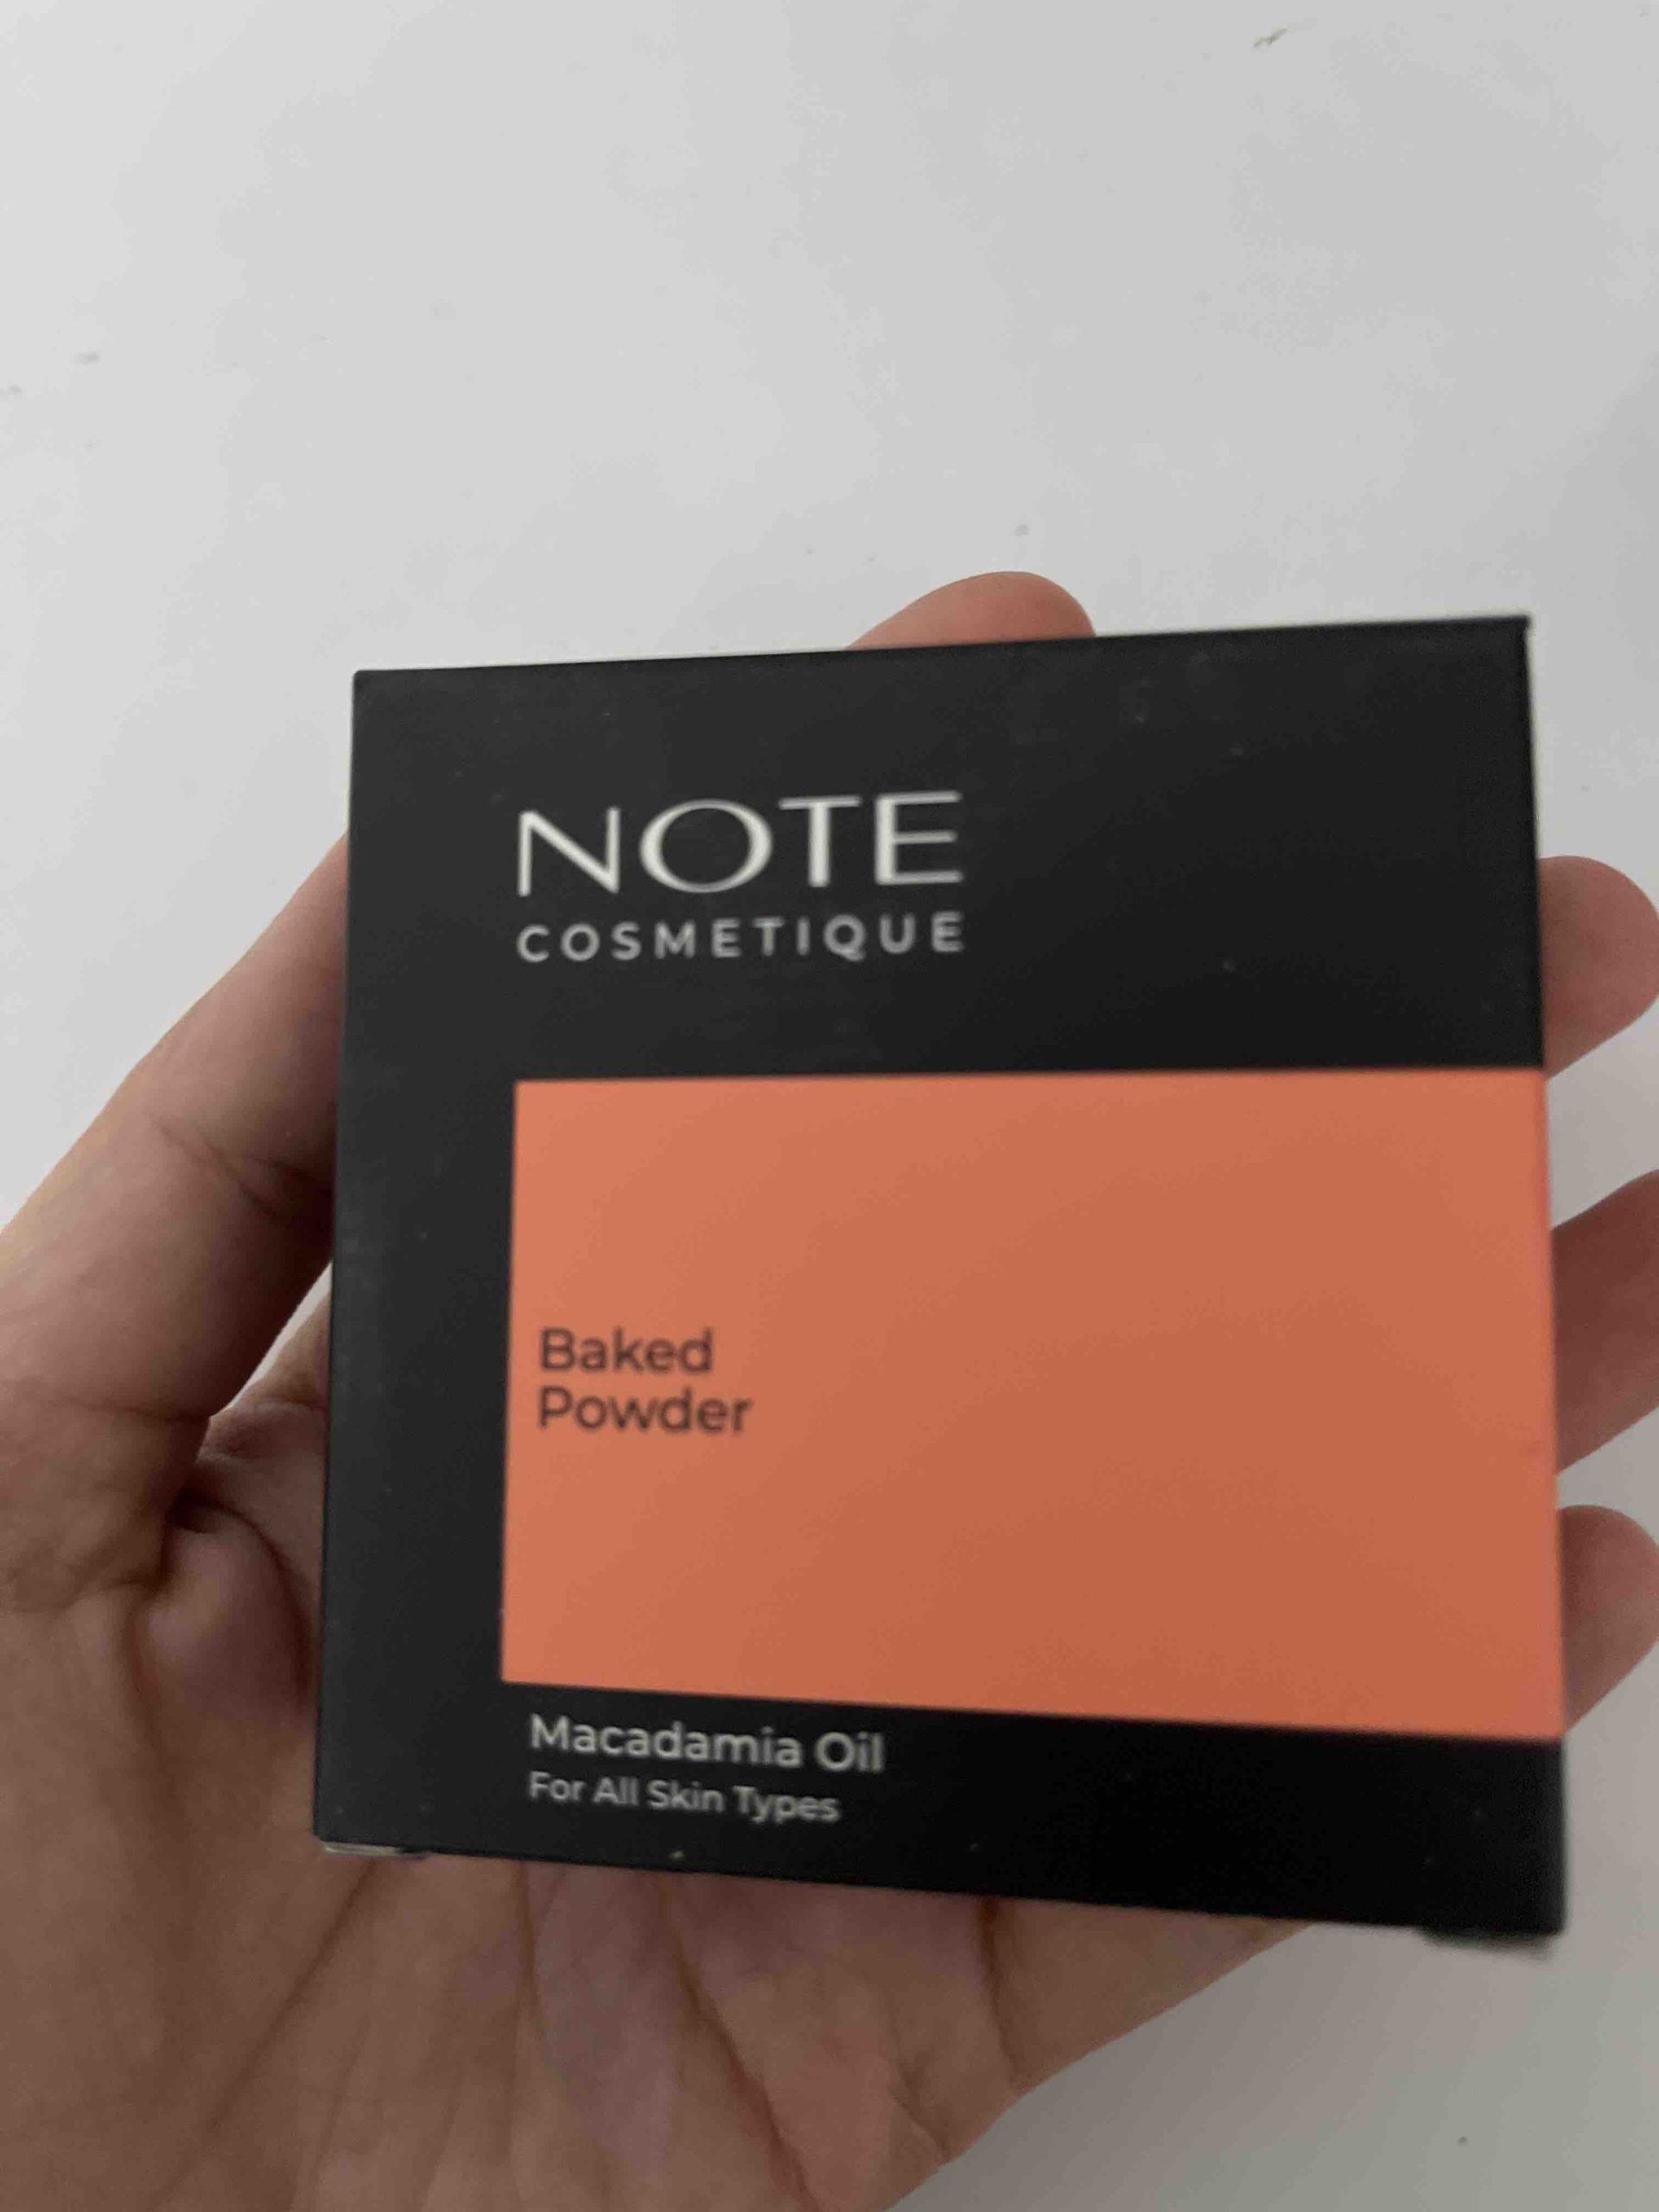 NOTE
COSMETIQUE
Baked
Powder
Macadamia Oil
For All Skin Types